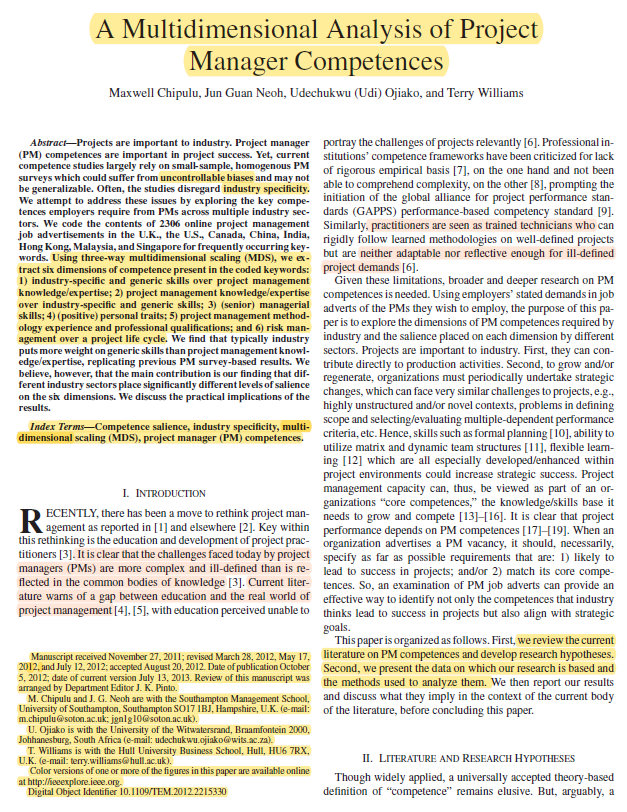 A Multidimensional Analysis of Project
Manager Competences
Maxwell Chipulu, Jun Guan Neoh, Udechukwu (Udi) Ojiako, and Terry Williams
Abstract—Projects are important to industry. Project manager
(PM) competences are important in project success. Yet, current
competence studies largely rely on small-sample, homogenous PM
surveys which could suffer from uncontrollable biases and may not
be generalizable. Often, the studies disregard industry specificity.
We attempt to address these issues by exploring the key compe-
tences employers require from PMs across multiple industry sec-
tors. We code the contents of 2306 online project management
job advertisements in the U.K., the U.S., Canada, China, India,
Hong Kong, Malaysia, and Singapore for frequently occurring key-
words. Using three-way multidimensional scaling (MDS), we ex-
tract six dimensions of competence present in the coded keywords:
1) industry-specific and generic skills over project management
knowledge/expertise; 2) project management knowledge/expertise
over industry-specific and generic skills; 3) (senior) managerial
skills; 4) (positive) personal traits; 5) project management method-
ology experience and professional qualifications; and 6) risk man-
agement over a project life cycle. We find that typically industry
puts more weight on generic skills than project management knowl-
edge/expertise, replicating previous PM survey-based results. We
believe, however, that the main contribution is our finding that dif-
ferent industry sectors place significantly different levels of salience
on the six dimensions. We discuss the practical implications of the
results.
Index Terms—Competence salience, industry specificity, multi-
dimensional scaling (MDS), project manager (PM) competences.
I. INTRODUCTION
RECENTLY, there has been a move to rethink project man-
agement as reported in [1] and elsewhere [2]. Key within
this rethinking is the education and development of project prac-
titioners [3]. It is clear that the challenges faced today by project
managers (PMs) are more complex and ill-defined than is re-
flected in the common bodies of knowledge [3]. Current liter-
ature warns of a gap between education and the real world of
project management [4], [5], with education perceived unable to
Manuscript received November 27, 2011; revised March 28, 2012, May 17,
2012, and July 12, 2012; accepted August 20, 2012. Date of publication October
5, 2012; date of current version July 13, 2013. Review of this manuscript was
arranged by Department Editor J. K. Pinto.
M. Chipulu and J. G. Neoh are with the Southampton Management School,
University of Southampton, Southampton SO17 1BJ, Hampshire, U.K. (e-mail:
m.chipulu@soton.ac.uk; jgn1g10@soton.ac.uk).
U. Ojiako is with the University of the Witwatersrand, Braamfontein 2000,
Johhanesburg, South Africa (e-mail: udechukwu.ojiako@wits.ac.za).
T. Williams is with the Hull University Business School, Hull, HU6 7RX,
U.K. (e-mail: terry.williams@hull.ac.uk).
Color versions of one or more of the figures in this paper are available online
at http://ieeexplore.ieee.org.
Digital Object Identifier 10.1109/TEM.2012.2215330
portray the challenges of projects relevantly [6]. Professional in-
stitutions' competence frameworks have been criticized for lack
of rigorous empirical basis [7], on the one hand and not been
able to comprehend complexity, on the other [8], prompting the
initiation of the global alliance for project performance stan-
dards (GAPPS) performance-based competency standard [9].
Similarly, practitioners are seen as trained technicians who can
rigidly follow learned methodologies on well-defined projects
but are neither adaptable nor reflective enough for ill-defined
project demands [6].
Given these limitations, broader and deeper research on PM
competences is needed. Using employers' stated demands in job
adverts of the PMs they wish to employ, the purpose of this pa-
per is to explore the dimensions of PM competences required by
industry and the salience placed on each dimension by different
sectors. Projects are important to industry. First, they can con-
tribute directly to production activities. Second, to grow and/or
regenerate, organizations must periodically undertake strategic
changes, which can face very similar challenges to projects, e.g.,
highly unstructured and/or novel contexts, problems in defining
scope and selecting/evaluating multiple-dependent performance
criteria, etc. Hence, skills such as formal planning [10], ability to
utilize matrix and dynamic team structures [11], flexible learn-
ing [12] which are all especially developed/enhanced within
project environments could increase strategic success. Project
management capacity can, thus, be viewed as part of an or-
ganizations “core competences,” the knowledge/skills base it
needs to grow and compete [13]–[16]. It is clear that project
performance depends on PM competences [17]–[19]. When an
organization advertises a PM vacancy, it should, necessarily,
specify as far as possible requirements that are: 1) likely to
lead to success in projects; and/or 2) match its core compe-
tences. So, an examination of PM job adverts can provide an
effective way to identify not only the competences that industry
thinks lead to success in projects but also align with strategic
goals.
This paper is organized as follows. First, we review the current
literature on PM competences and develop research hypotheses.
Second, we present the data on which our research is based and
the methods used to analyze them. We then report our results
and discuss what they imply in the context of the current body
of the literature, before concluding this paper.
II. LITERATURE AND RESEARCH HYPOTHESES
Though widely applied, a universally accepted theory-based
definition of “competence” remains elusive. But, arguably, a